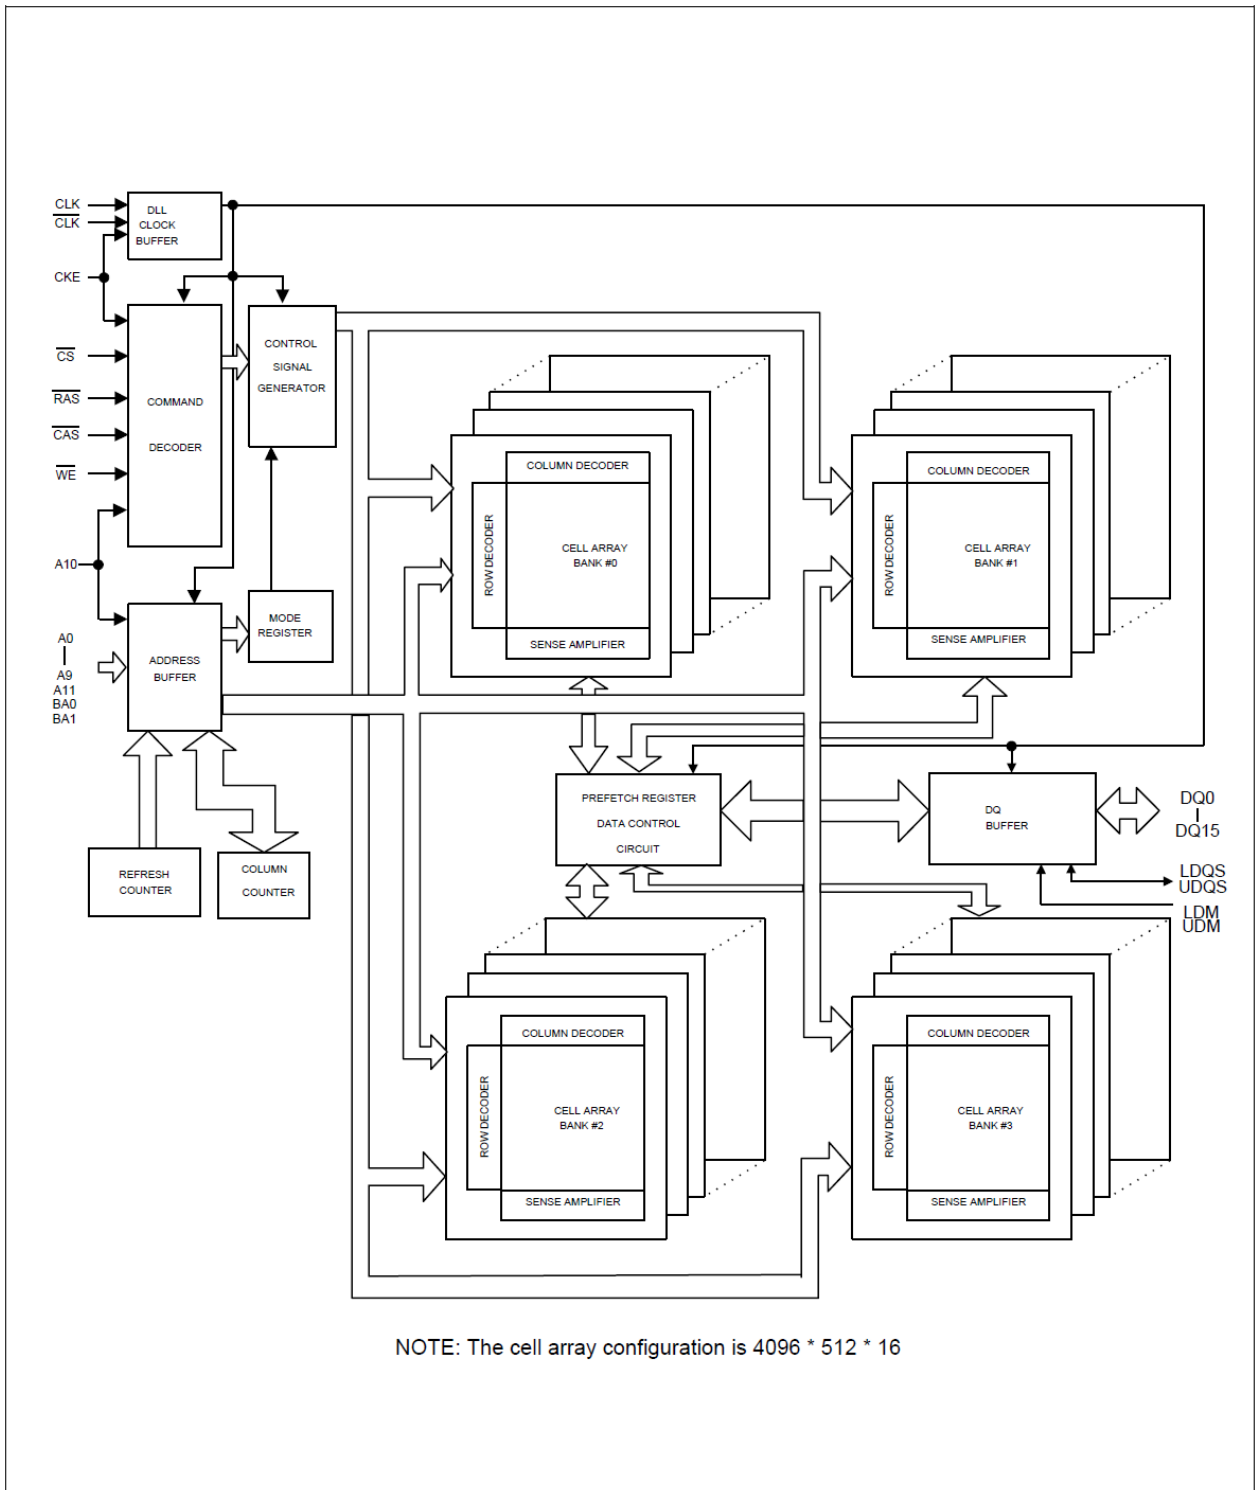 CLK
CLK
CKE
CS
RAS
CAS
WE
A10
A0
A9
A11
BA0
BA1
DLL
CLOCK
BUFFER
COMMAND
DECODER
CONTROL
SIGNAL
GENERATOR
MODE
REGISTER
ADDRESS
BUFFER
REFRESH
COUNTER
COLUMN
COUNTER
COLUMN DECODER
ROW DECODER
CELL ARRAY
BANK #0
SENSE AMPLIFIER
COLUMN DECODER
ROW DECODER
CELL ARRAY
BANK #1
SENSE AMPLIFIER
PREFETCH REGISTER
DATA CONTROL
CIRCUIT
DQ
BUFFER
DQ0
DQ15
LDQS
UDQS
LDM
UDM
COLUMN DECODER
ROW DECODER
CELL ARRAY
BANK #2
SENSE AMPLIFIER
COLUMN DECODER
ROW DECODER
CELL ARRAY
BANK #3
SENSE AMPLIFIER
NOTE: The cell array configuration is 4096 * 512 * 16